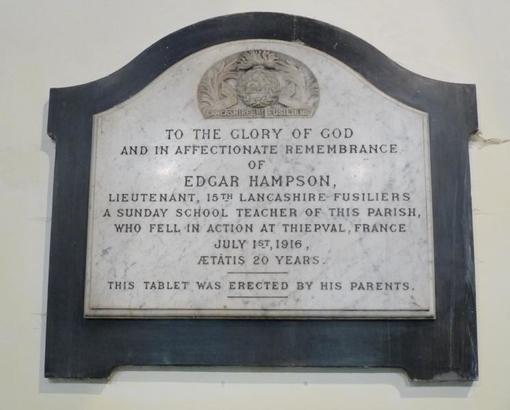 LANCASHIRE FUSILIERS
TO THE GLORY OF GOD
AND IN AFFECTIONATE REMEMBRANCE
OF
EDGAR HAMPSON,
LIEUTENANT, 15TH LANCASHIRE FUSILIERS
A SUNDAY SCHOOL TEACHER OF THIS PARISH,
WHO FELL IN ACTION AT THIEPVAL, FRANCE
JULY 1ST, 1916,
ÆTATIS 20 YEARS.
THIS TABLET WAS ERECTED BY HIS PARENTS.